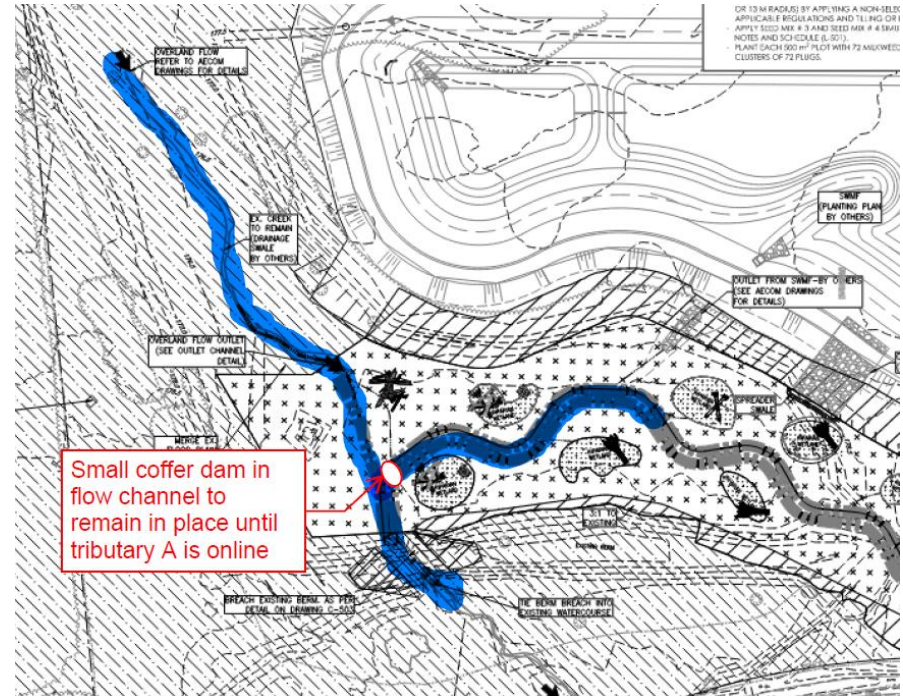 OR 13 M RADIUS) BY APPLYING A NON-SELEC
APPLICABLE REGULATIONS AND TILLING OR
- APPLY SEED MIX # 3 AND SEED MIX # 4 SIMU
NOTES AND SCHEDULE (L-501).
- PLANT EACH 500 m² PLOT WITH 72 MILKWEED
CLUSTERS OF 72 PLUGS.
OVERLAND FLOW
REFER TO AECOM
DRAWINGS FOR DETAILS
EX. CREEK
TO REMAIN
(DRAINAGE
SWALE
BY OTHERS)
SWMF
(PLANTING PLAN
BY OTHERS)
OUTLET FROM SWMF-BY OTHERS
(SEE AECOM DRAWINGS
FOR DETAILS)
OVERLAND FLOW OUTLET
(SEE OUTLET CHANNEL
DETAIL)
SPREADER
SWALE
MERGE EX.
Small coffer dam in
flow channel to
remain in place until
tributary A is online
3:1 TO
EXISTING
EXISTING BERM
BREACH EXISTING BERM. AS PER
DETAIL ON DRAWING C-503
TIE BERM BREACH INTO
EXISTING WATERCOURSE